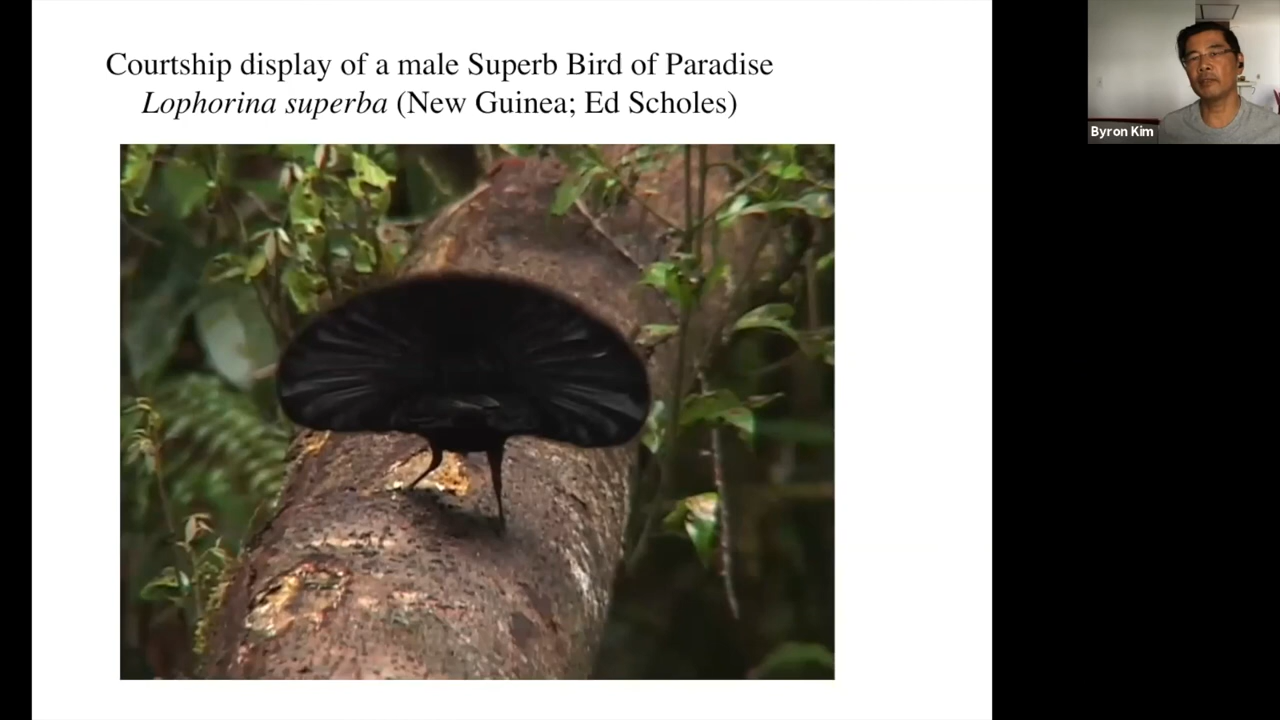 Courtship display of a male Superb Bird of Paradise
Lophorina superba (New Guinea; Ed Scholes)
Byron Kim